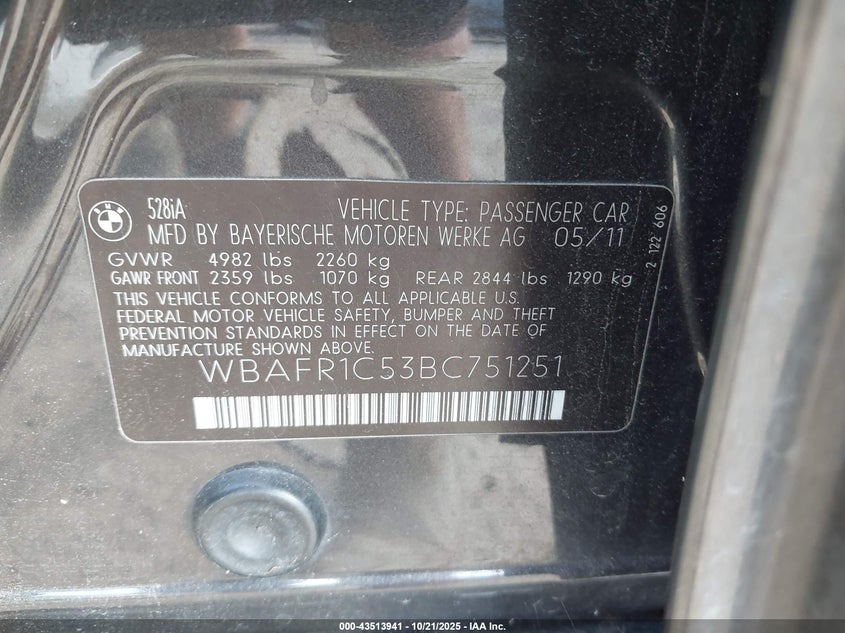 BMW
528iA VEHICLE TYPE: PASSENGER CAR
MFD BY BAYERISCHE MOTOREN WERKE AG 05/11
GVWR 4982 lbs 2260 kg
GAWR FRONT 2359 lbs 1070 kg REAR 2844 lbs 1290 kg
THIS VEHICLE CONFORMS TO ALL APPLICABLE U.S.
FEDERAL MOTOR VEHICLE SAFETY, BUMPER AND THEFT
PREVENTION STANDARDS IN EFFECT ON THE DATE OF
MANUFACTURE SHOWN ABOVE.
WBAFR1C53BC751251
2 122 606
000-43513941 - 10/21/2025 - IAA Inc.